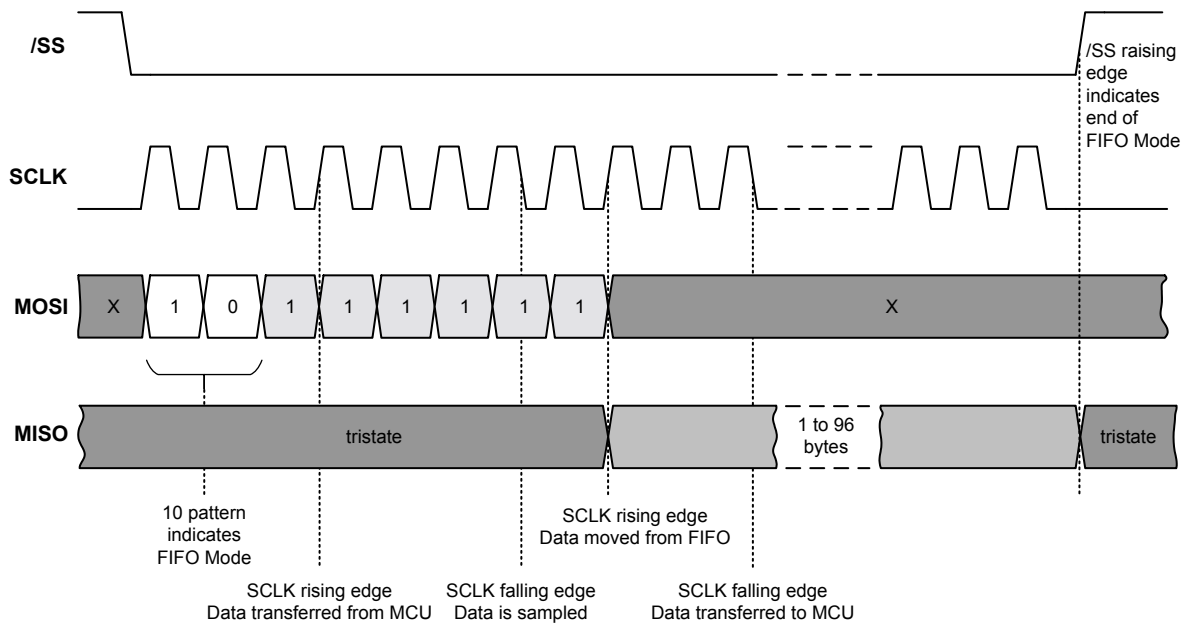 /SS
/SS raising
edge
indicates
end of
FIFO Mode
SCLK
MOSI
X
1
0
1
1
1
1
1
1
X
MISO
tristate
1 to 96
bytes
tristate
10 pattern
indicates
FIFO Mode
SCLK rising edge
Data moved from FIFO
SCLK rising edge
Data transferred from MCU
SCLK falling edge
Data is sampled
SCLK falling edge
Data transferred to MCU